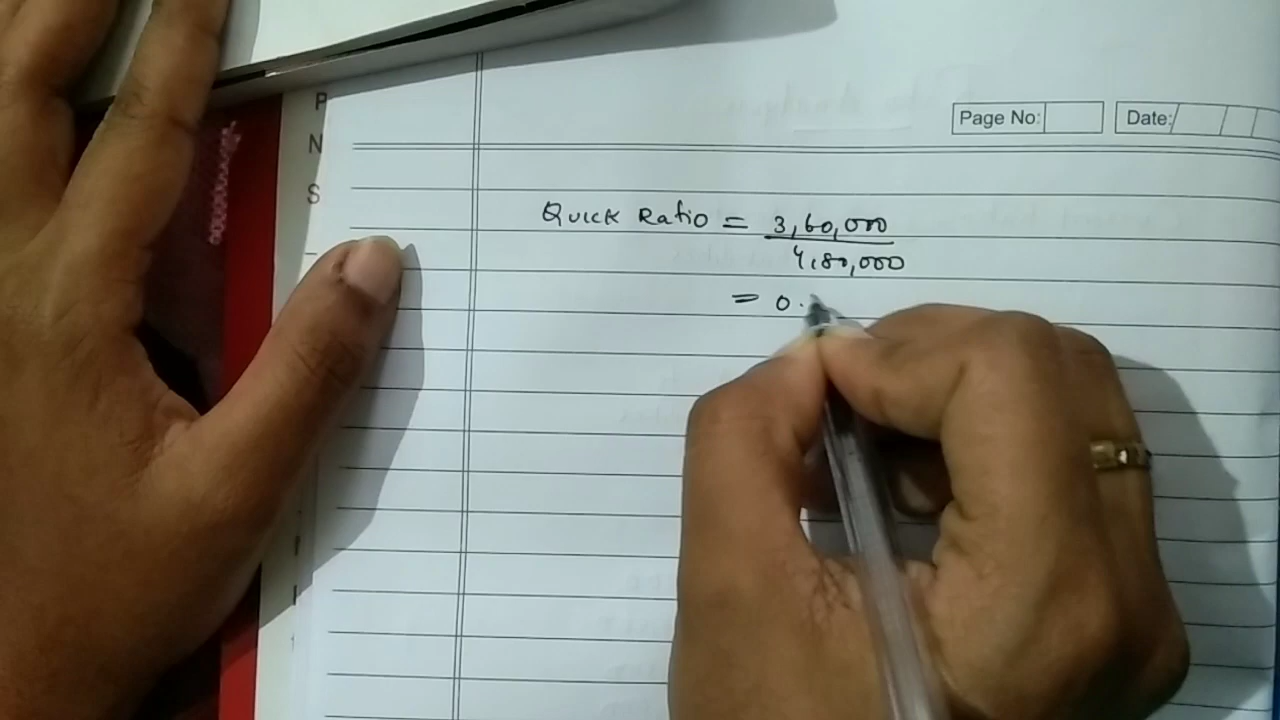 P
N
S
Page No:
Date:
Quick Ratio = 3,60,000
4,80,000
= 0.